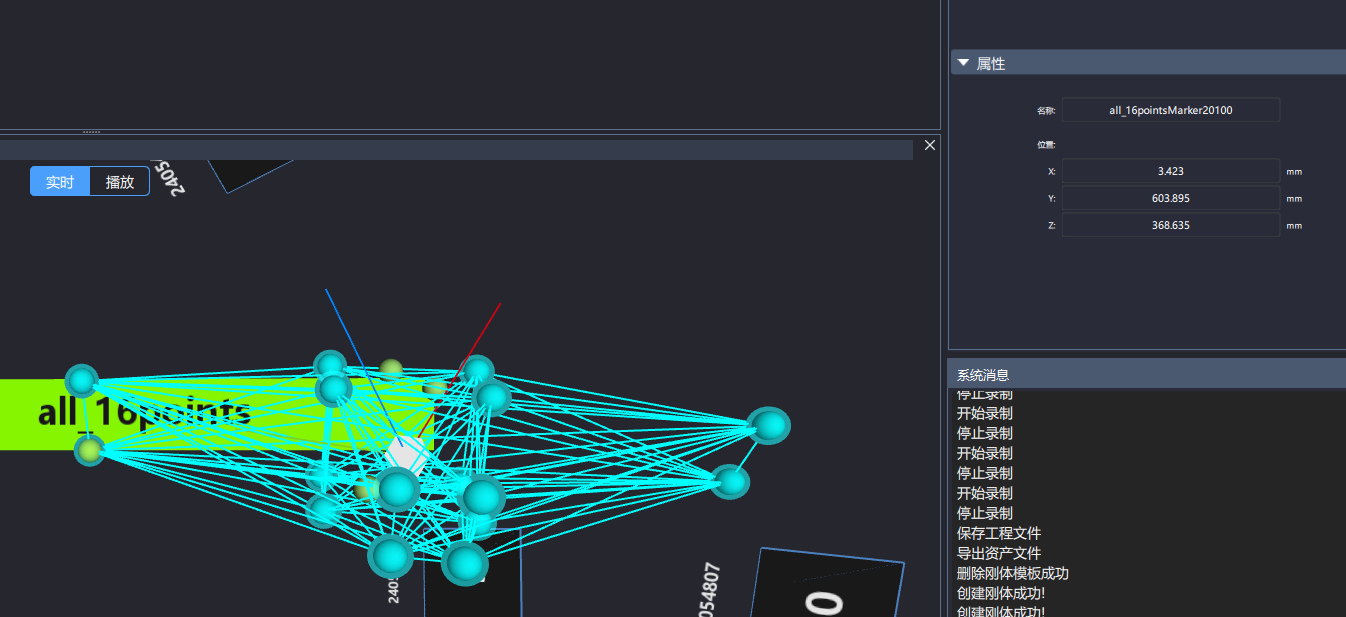 属性
名称:
all_16pointsMarker20100
位置:
X:
3.423
mm
Y:
603.895
mm
Z:
368.635
mm
实时
播放
2405
all_16points
054807
0
240
系统消息
停止录制
开始录制
停止录制
开始录制
停止录制
开始录制
停止录制
保存工程文件
导出资产文件
删除刚体模板成功
创建刚体成功!
创建刚体成功!